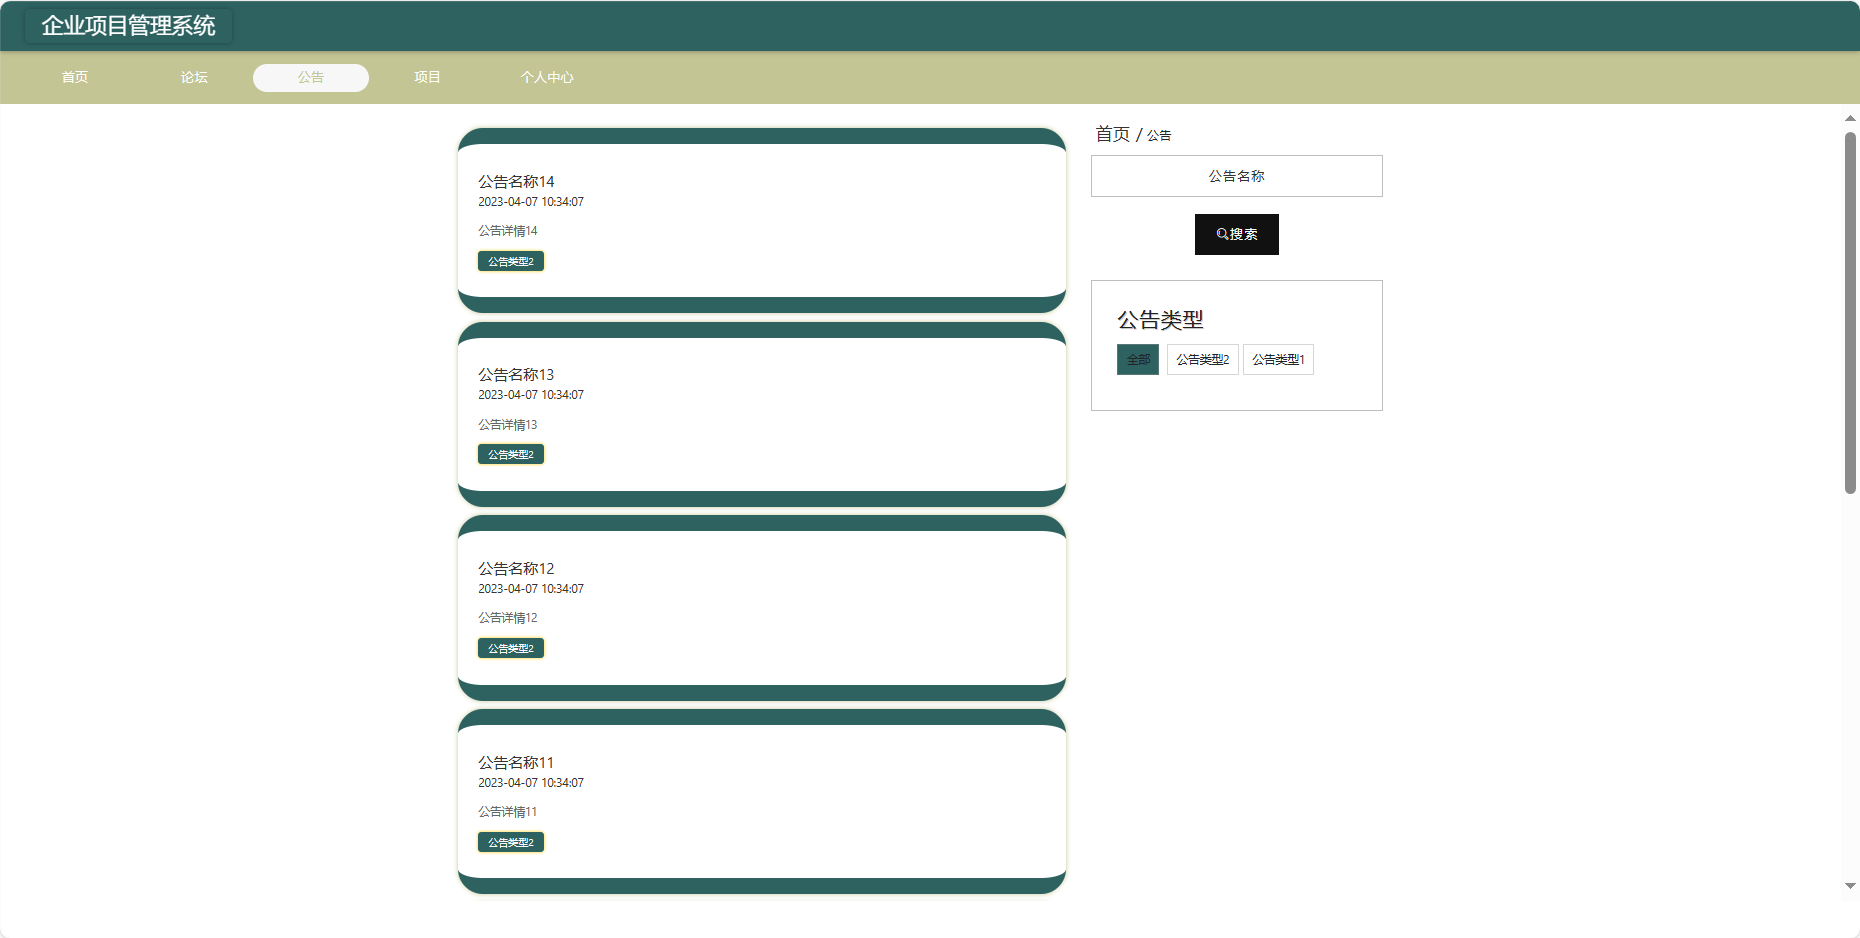 企业项目管理系统
首页 论坛 公告 项目 个人中心
公告名称14
2023-04-07 10:34:07
公告详情14
公告类型2
公告名称13
2023-04-07 10:34:07
公告详情13
公告类型2
公告名称12
2023-04-07 10:34:07
公告详情12
公告类型2
公告名称11
2023-04-07 10:34:07
公告详情11
公告类型2
首页 / 公告
公告名称
搜索
公告类型
全部 公告类型2 公告类型1